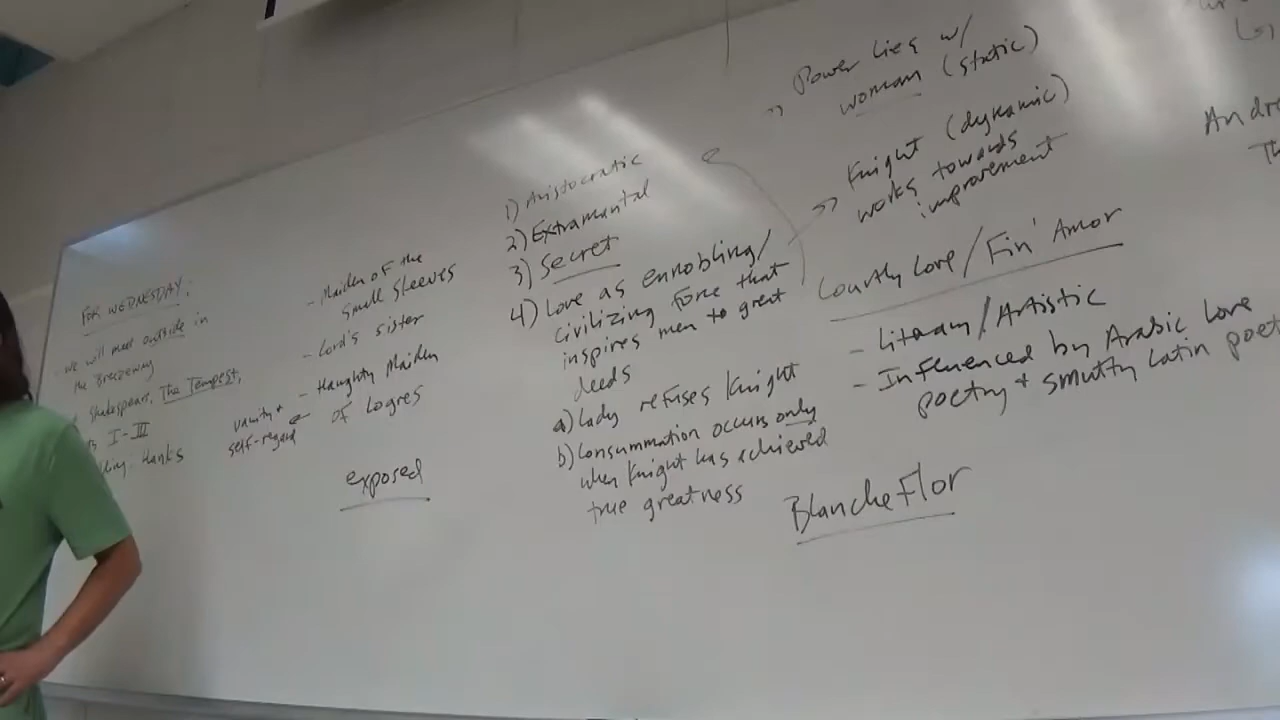 FOR WEDNESDAY:
we will meet outside in
the Breezeway
Shakespeare, The Tempest,
I-III
thanks
- Maiden of the
Small Sleeves
- Lord's sister
- Haughty Maiden
of Logres
vanity +
self-regard
exposed
1) Aristocratic
2) Extramarital
3) Secret
4) Love as ennobling/
civilizing force that
inspires men to great
deeds
a) Lady refuses Knight
b) Consummation occurs only
when Knight has achieved
true greatness
Power lies w/
woman (static)
Knight (dynamic)
works towards
improvement
Courtly Love/Fin' Amor
- Literary/Artistic
- Influenced by Arabic Love
poetry + smutty Latin poet
BlancheFlor
Andre
Th